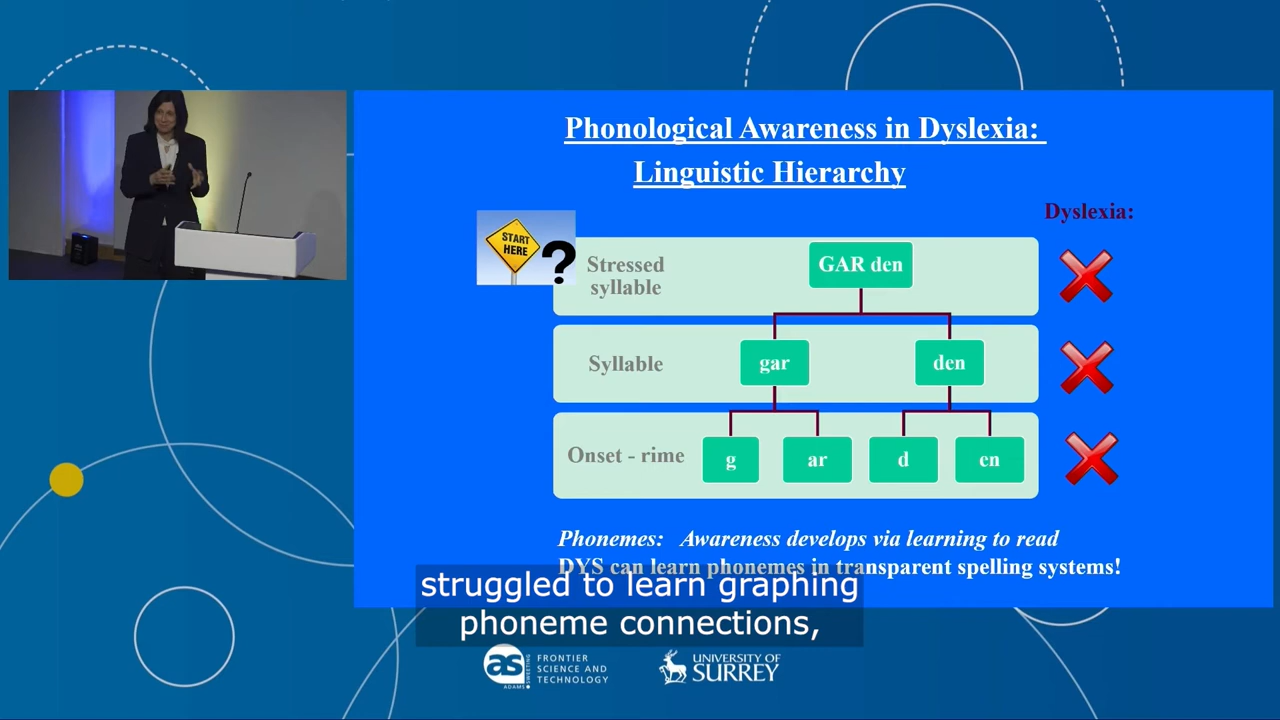 Phonological Awareness in Dyslexia:
Linguistic Hierarchy
Dyslexia:
START
HERE
?
Stressed
syllable
GAR den
Syllable
gar
den
Onset - rime
g
ar
d
en
Phonemes: Awareness develops via learning to read
DYS can learn phonemes in transparent spelling systems!
struggled to learn graphing
phoneme connections,
as
ADAMS SWEETING
FRONTIER
SCIENCE AND
TECHNOLOGY
UNIVERSITY OF
SURREY